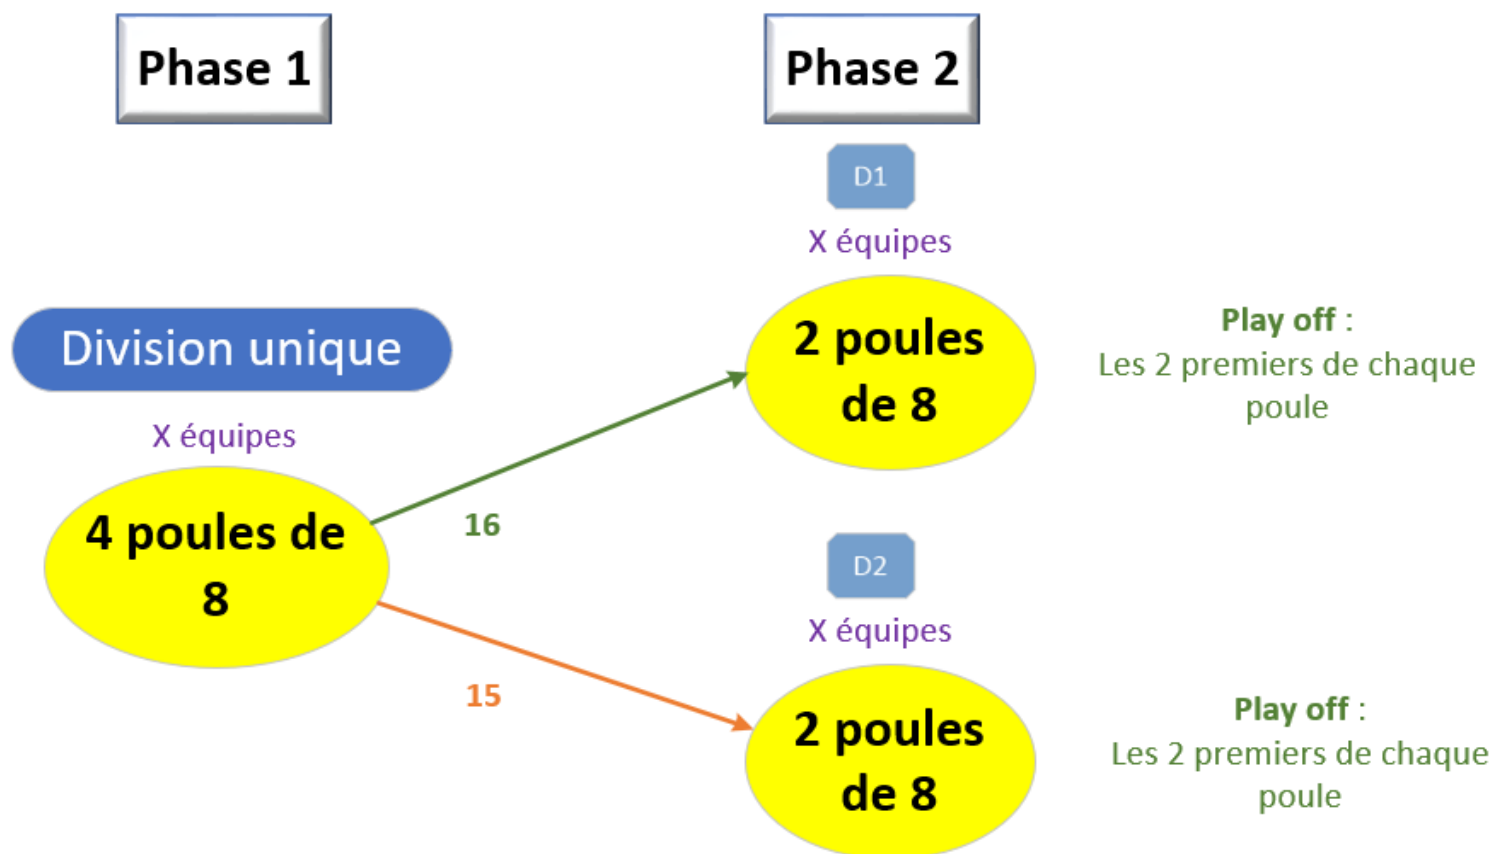 Phase 1
Phase 2
D1
X équipes
2 poules
de 8
Play off :
Les 2 premiers de chaque
poule
Division unique
X équipes
4 poules de
8
16
15
D2
X équipes
2 poules
de 8
Play off :
Les 2 premiers de chaque
poule